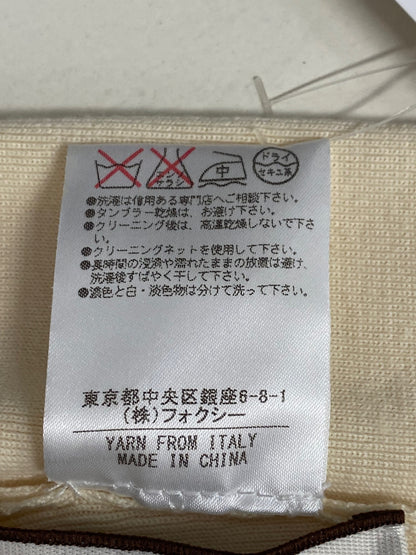 エンソ
サラシ
中
ドライ
セキユ系
●洗濯は信用ある専門店へご相談下さい。
●タンブラー乾燥は、お避け下さい。
●クリーニング後は、高温乾燥しないで下さい。
●クリーニングネットを使用して下さい。
●長時間の浸漬や濡れたままの放置は避け、
洗濯後すばやく干して下さい。
●濃色と白・淡色物は分けて洗って下さい。
東京都中央区銀座6-8-1
(株)フォクシー
YARN FROM ITALY
MADE IN CHINA